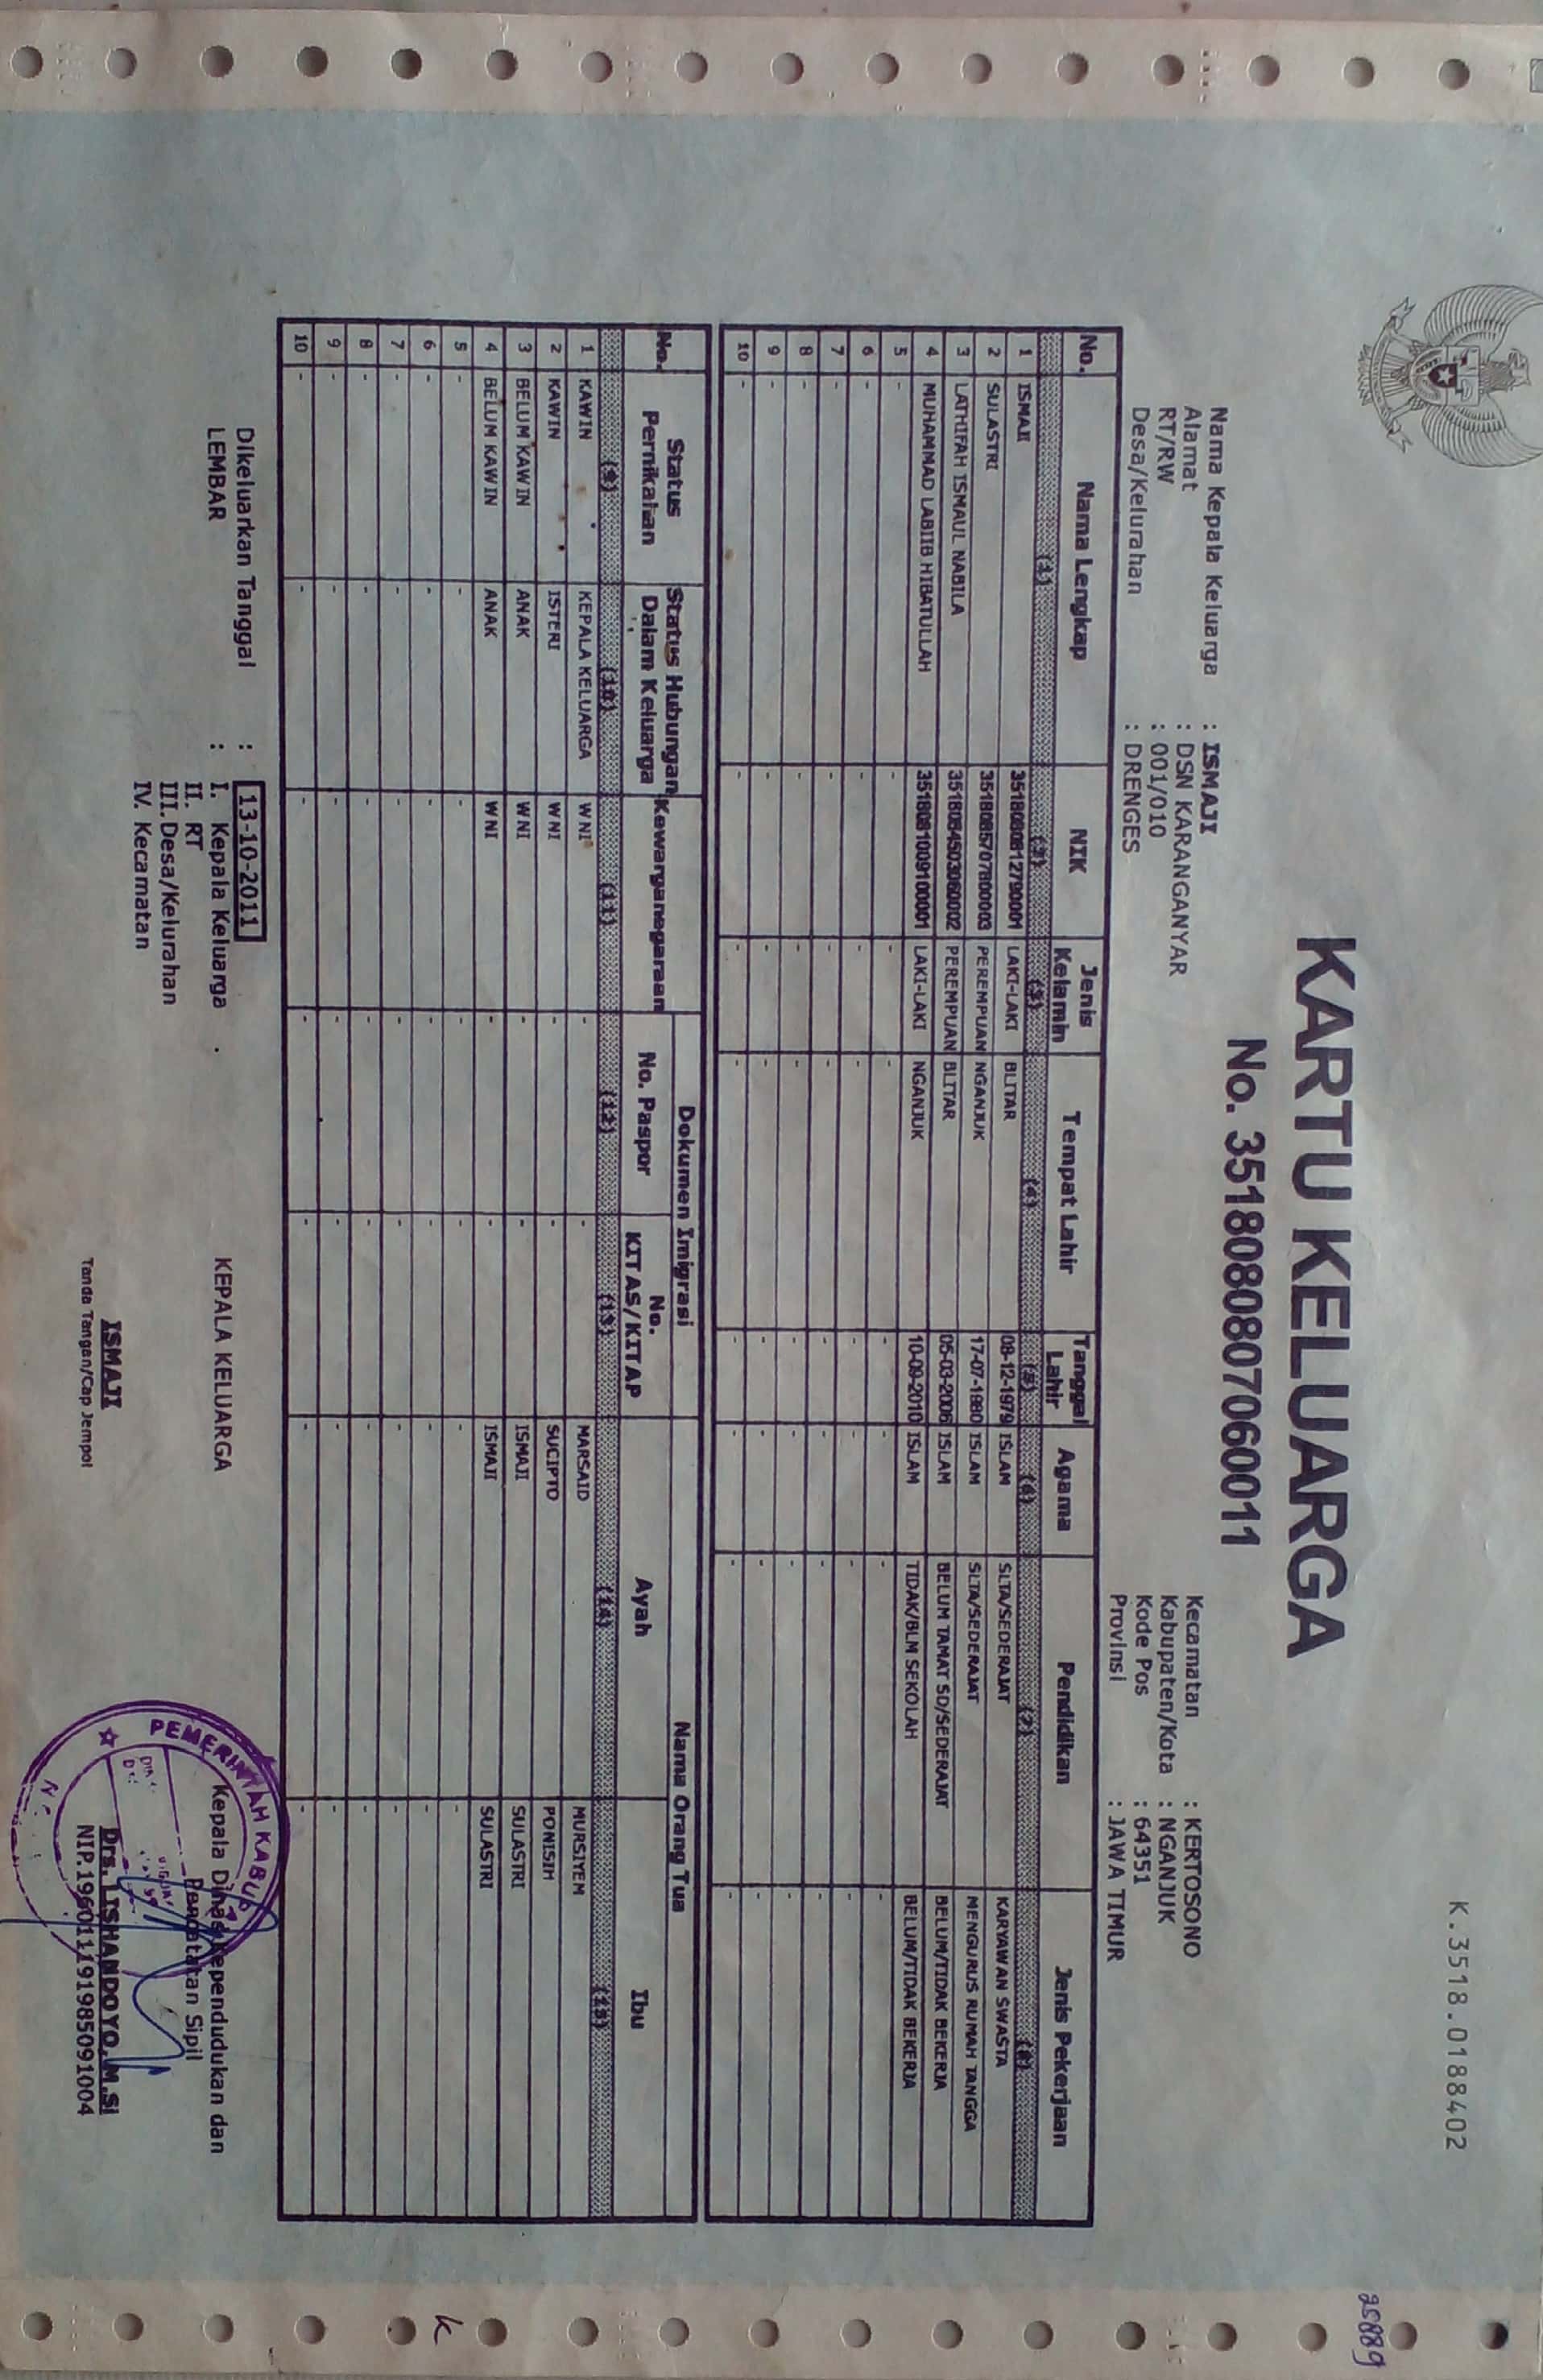 K.3518.0188402
25889
KARTU KELUARGA
No. 3518080807060011
Nama Kepala Keluarga : ISMAJI
Alamat : DSN KARANGANYAR
RT/RW : 001/010
Desa/Kelurahan : DRENGES
Kecamatan : KERTOSONO
Kabupaten/Kota : NGANJUK
Kode Pos : 64351
Provinsi : JAWA TIMUR
No. Nama Lengkap NIK Jenis Kelamin Tempat Lahir Tanggal Lahir Agama Pendidikan Jenis Pekerjaan
(1) (2) (3) (4) (5) (6) (7) (8)
1 ISMAJI 3518080812790001 LAKI-LAKI BLITAR 08-12-1979 ISLAM SLTA/SEDERAJAT KARYAWAN SWASTA
2 SULASTRI 3518085707800003 PEREMPUAN NGANJUK 17-07-1980 ISLAM SLTA/SEDERAJAT MENGURUS RUMAH TANGGA
3 LATHIFAH ISMAUL NABILA 3518084503060002 PEREMPUAN BLITAR 05-03-2006 ISLAM BELUM TAMAT SD/SEDERAJAT BELUM/TIDAK BEKERJA
4 MUHAMMAD LABIIB HIBATULLAH 3518081009100001 LAKI-LAKI NGANJUK 10-09-2010 ISLAM TIDAK/BLM SEKOLAH BELUM/TIDAK BEKERJA
5 - - - - - - - -
6 - - - - - - - -
7 - - - - - - - -
8 - - - - - - - -
9 - - - - - - - -
10 - - - - - - - -
No. Status Pernikahan Status Hubungan Dalam Keluarga Kewarganegaraan Dokumen Imigrasi Nama Orang Tua
No. Paspor No. KITAS/KITAP Ayah Ibu
(9) (10) (11) (12) (13) (14) (15)
1 KAWIN KEPALA KELUARGA WNI - - MARSAID MURSIYEM
2 KAWIN ISTERI WNI - - SUCIPTO PONISIH
3 BELUM KAWIN ANAK WNI - - ISMAJI SULASTRI
4 BELUM KAWIN ANAK WNI - - ISMAJI SULASTRI
5 - - - - - - -
6 - - - - - - -
7 - - - - - - -
8 - - - - - - -
9 - - - - - - -
10 - - - - - - -
Dikeluarkan Tanggal : 13-10-2011
LEMBAR : I. Kepala Keluarga
II. RT
III. Desa/Kelurahan
IV. Kecamatan
KEPALA KELUARGA
ISMAJI
Tanda Tangan/Cap Jempol
Kepala Dinas Kependudukan dan
Pencatatan Sipil
PEMERINTAH KABUP
Drs. LISHANDOYO, M.Si
NIP.196011191985091004
k